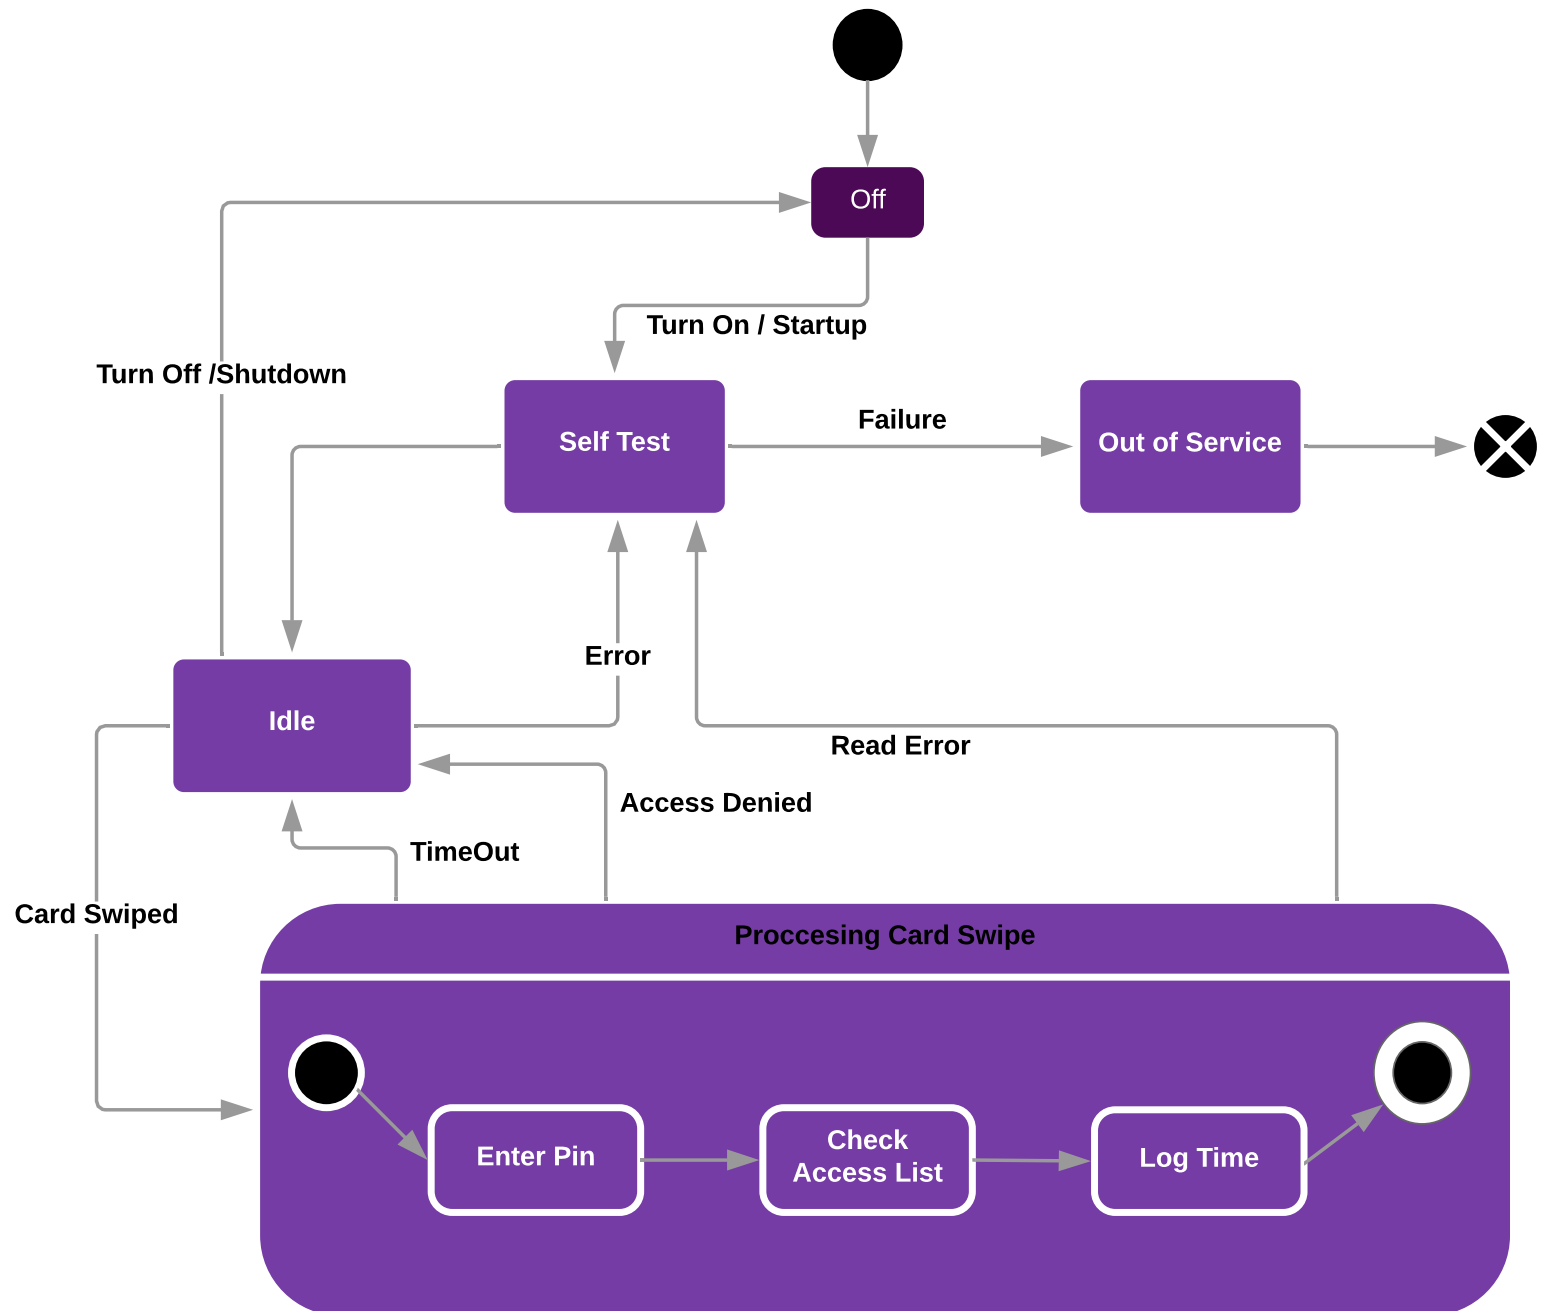 Off
Turn On / Startup
Turn Off /Shutdown
Self Test
Failure
Out of Service
Error
Idle
Read Error
Access Denied
TimeOut
Card Swiped
Proccesing Card Swipe
Enter Pin
Check
Access List
Log Time